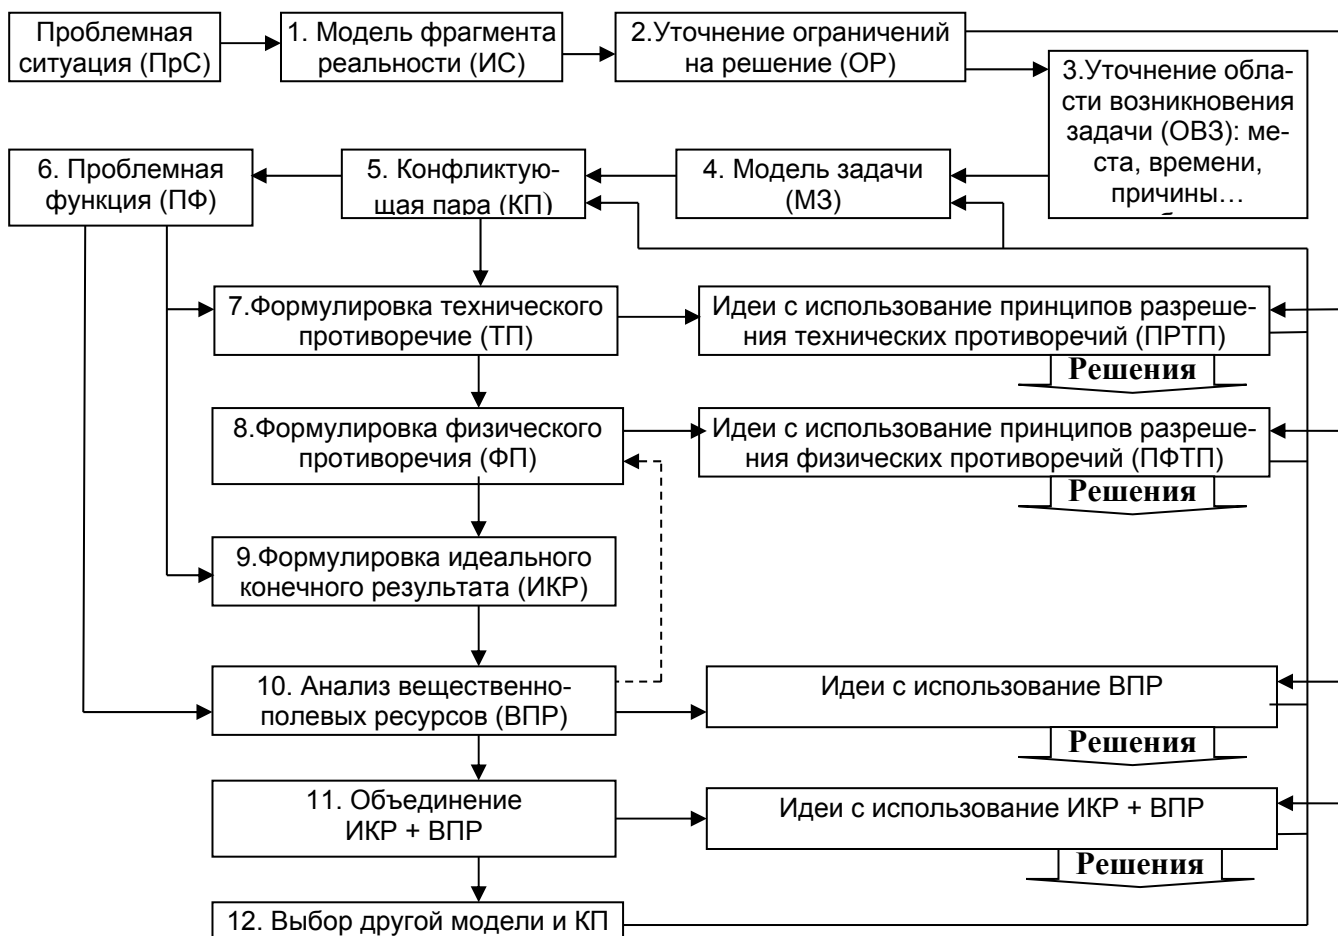 Проблемная
ситуация (ПрС)
1. Модель фрагмента
реальности (ИС)
2.Уточнение ограничений
на решение (ОР)
3.Уточнение обла-
сти возникновения
задачи (ОВЗ): ме-
ста, времени,
причины…
6. Проблемная
функция (ПФ)
5. Конфликтую-
щая пара (КП)
4. Модель задачи
(МЗ)
7.Формулировка технического
противоречие (ТП)
Идеи с использование принципов разреше-
ния технических противоречий (ПРТП)
Решения
8.Формулировка физического
противоречия (ФП)
Идеи с использование принципов разреше-
ния физических противоречий (ПФТП)
Решения
9.Формулировка идеального
конечного результата (ИКР)
10. Анализ вещественно-
полевых ресурсов (ВПР)
Идеи с использование ВПР
Решения
11. Объединение
ИКР + ВПР
Идеи с использование ИКР + ВПР
Решения
12. Выбор другой модели и КП